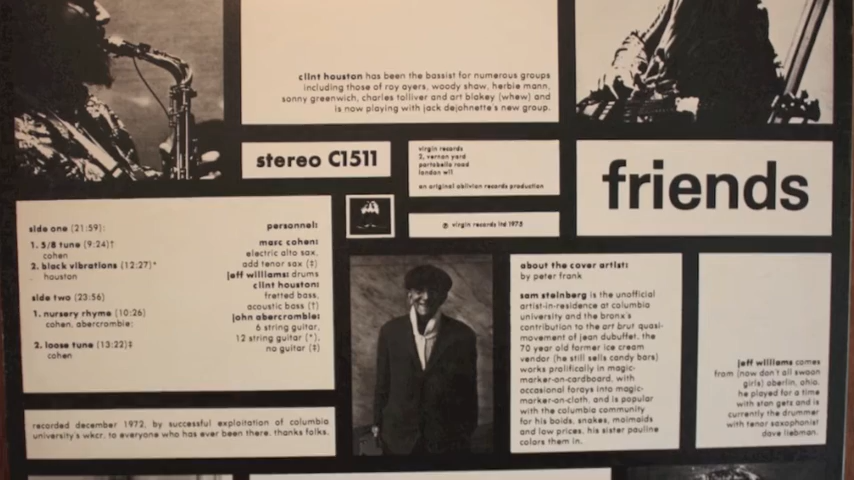 clint houston has been the bassist for numerous groups
including those of roy ayers, woody shaw, herbie mann,
sonny greenwich, charles tolliver and art blakey (whew) and
is now playing with jack dejohnette's new group.
stereo C1511
virgin records
2, vernon yard
portobello road
london w11
an original oblivion records production
℗ virgin records ltd 1975
friends
side one (21:59):
1. 5/8 tune (9:24)†
cohen
2. black vibrations (12:27)*
houston
side two (23:56)
1. nursery rhyme (10:26)
cohen, abercrombie:
2. loose tune (13:22)‡
cohen
personnel:
marc cohen:
electric alto sax,
add tenor sax (‡)
jeff williams: drums
clint houston:
fretted bass,
acoustic bass (†)
john abercrombie:
6 string guitar,
12 string guitar (*),
no guitar (‡)
recorded december 1972, by successful exploitation of columbia
university's wkcr. to everyone who has ever been there. thanks folks.
about the cover artist:
by peter frank
sam steinberg is the unofficial
artist-in-residence at columbia
university and the bronx's
contribution to the art brut quasi-
movement of jean dubuffet. the
70 year old former ice cream
vendor (he still sells candy bars)
works prolifically in magic-
marker-on-cardboard, with
occasional forays into magic-
marker-on-cloth, and is popular
with the columbia community
for his boids, snakes, moimaids
and low prices. his sister pauline
colors them in.
jeff williams comes
from (now don't all swoon
girls) oberlin, ohio.
he played for a time
with stan getz and is
currently the drummer
with tenor saxophonist
dave liebman.